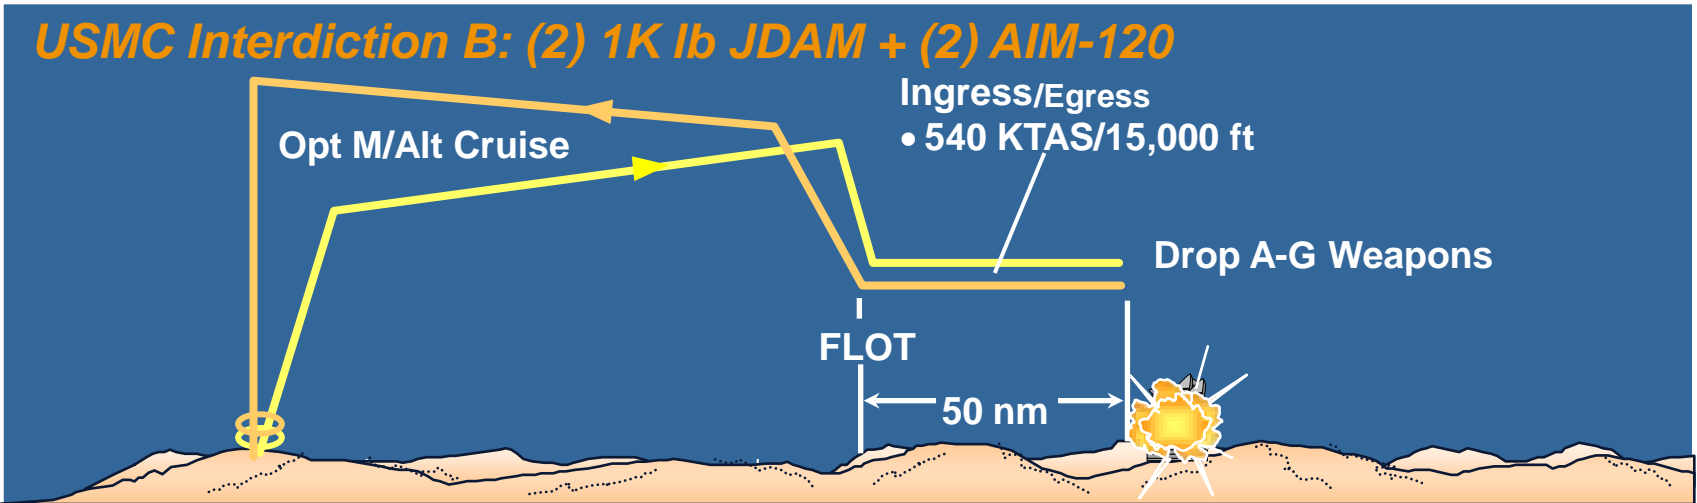 USMC Interdiction B: (2) 1K lb JDAM + (2) AIM-120
Ingress/Egress
• 540 KTAS/15,000 ft
Opt M/Alt Cruise
Drop A-G Weapons
FLOT
50 nm